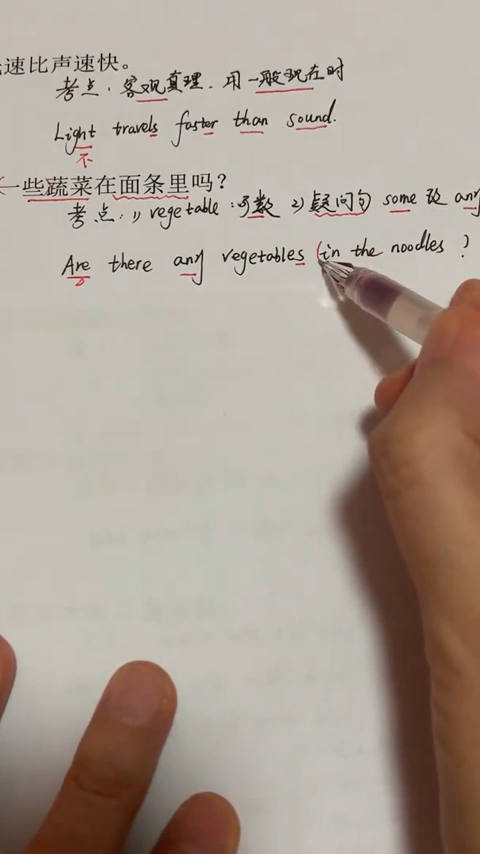 速比声速快。
考点：客观真理，用一般现在时
Light travels faster than sound.
不
一些蔬菜在面条里吗？
考点：1) vegetable：可数 2) 疑问句 some 改 any
Are there any vegetables (in the noodles ?